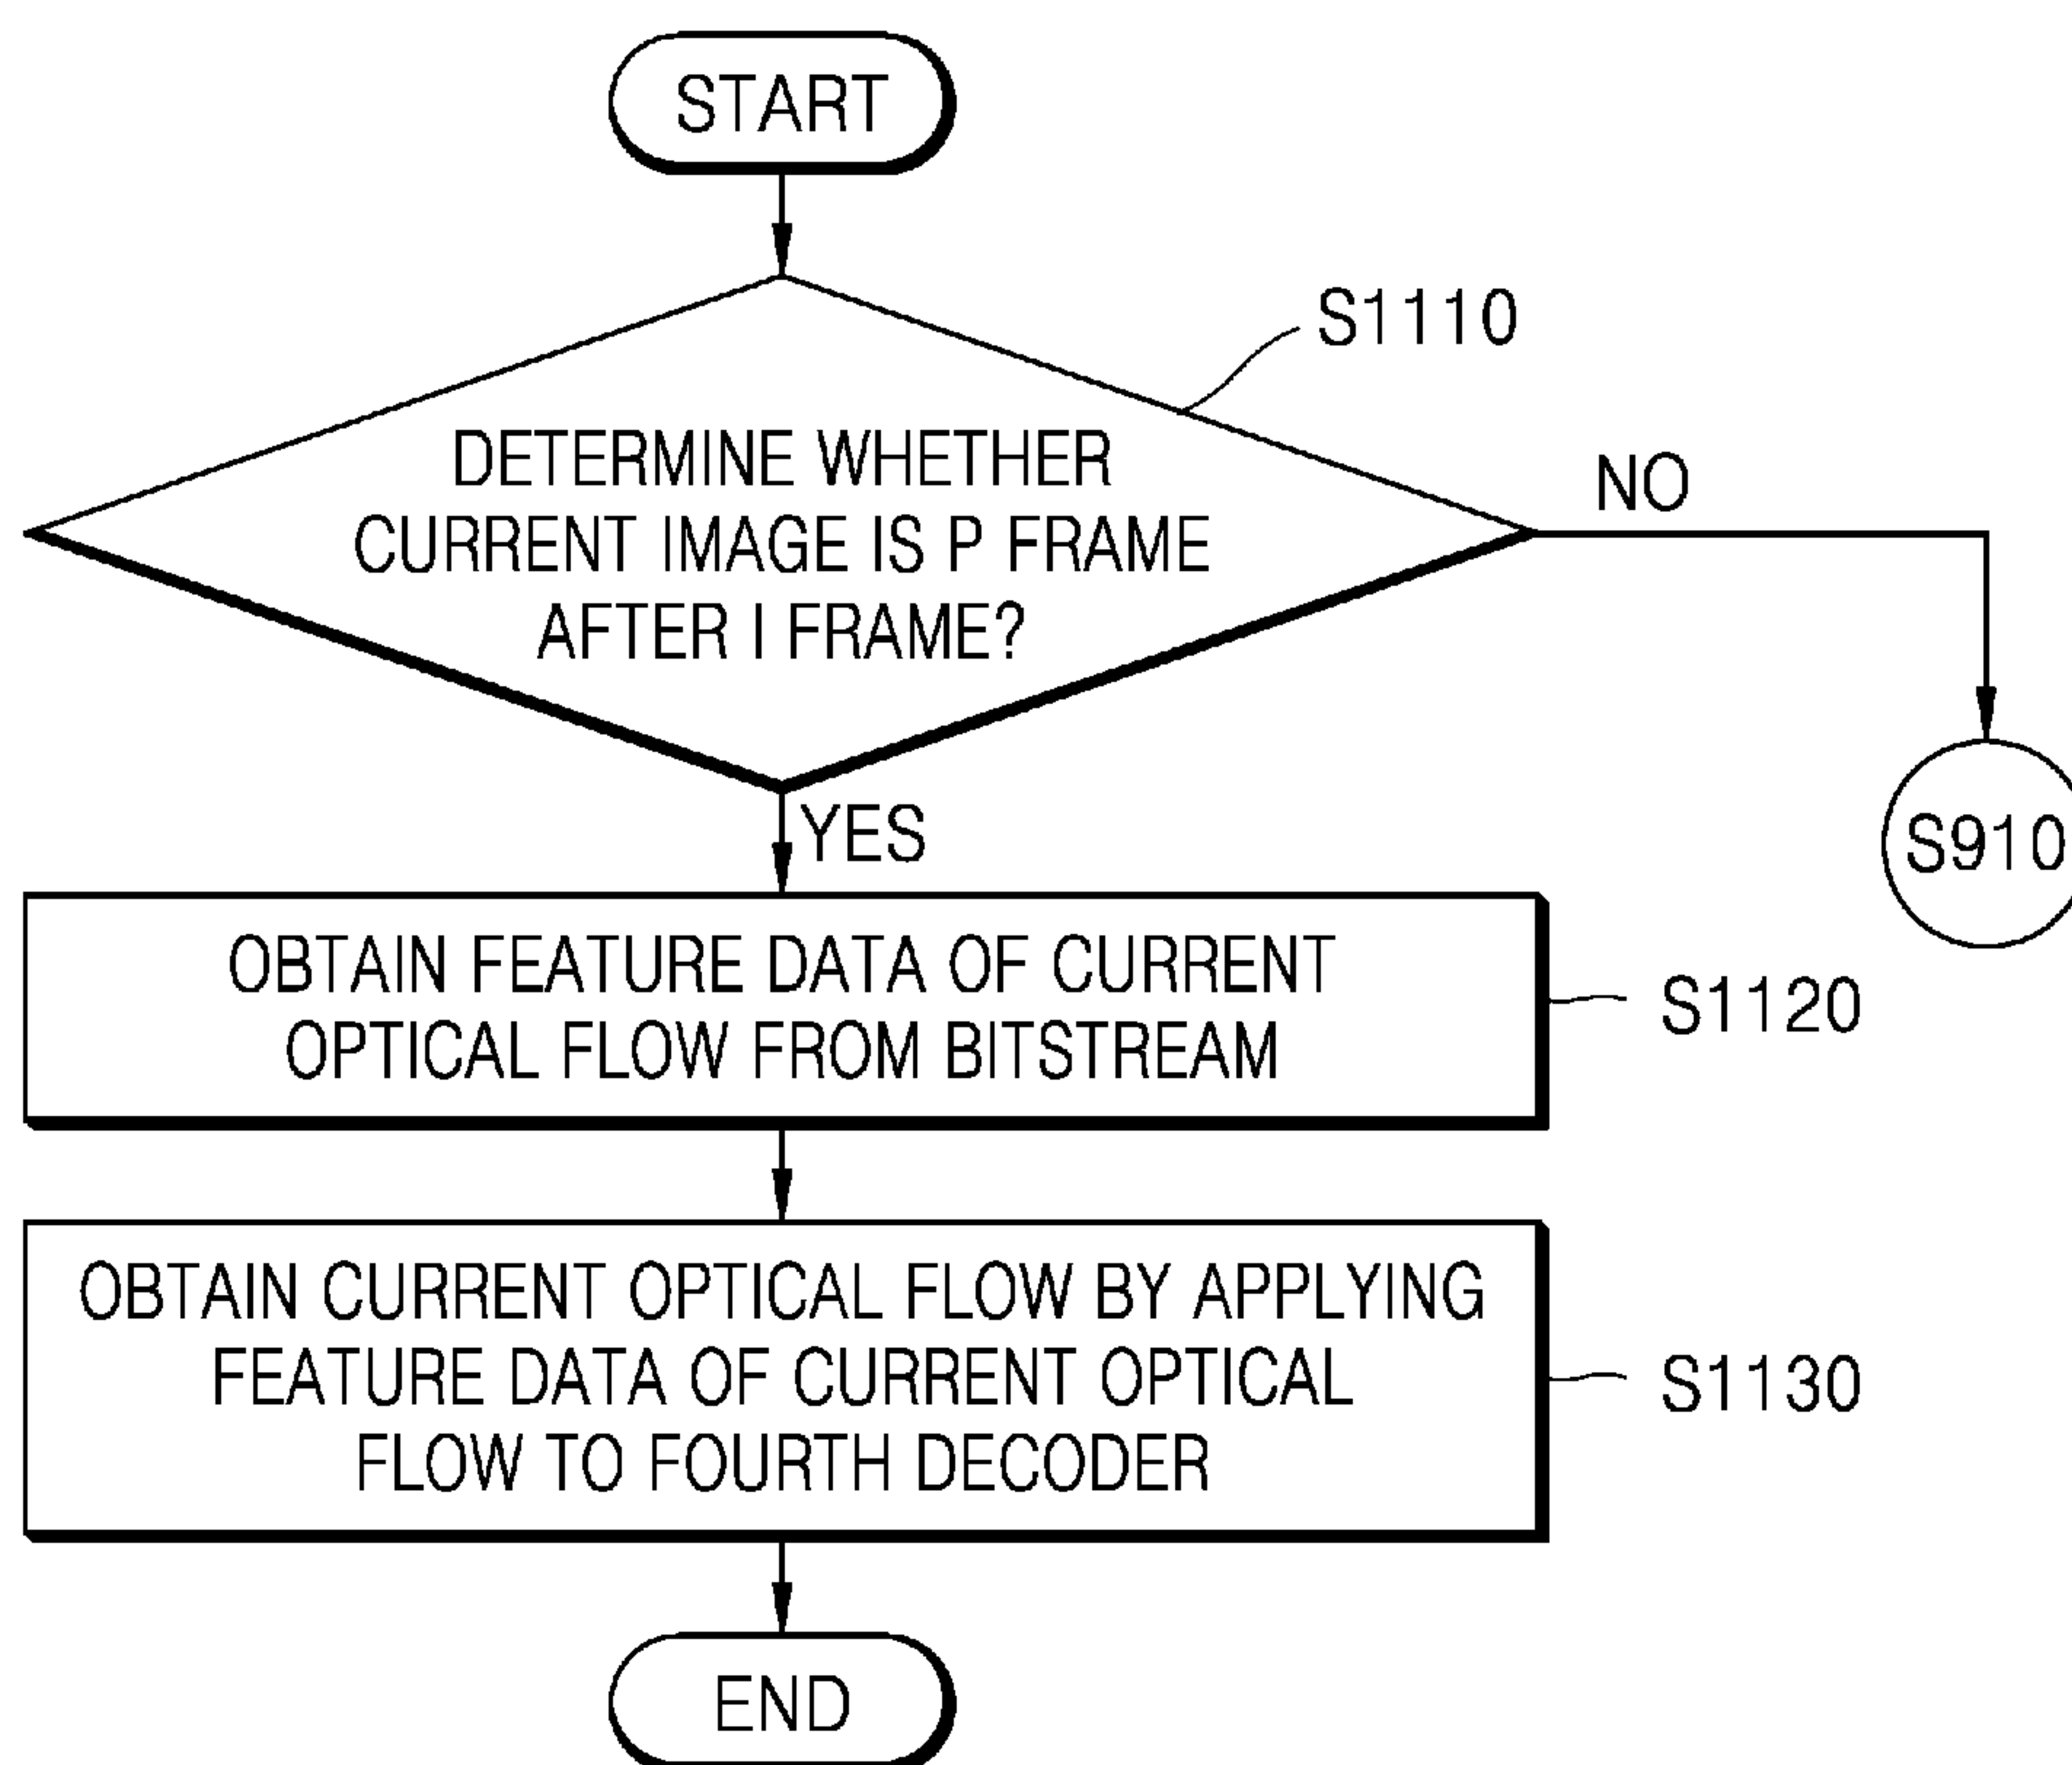 START
S1110
DETERMINE WHETHER
CURRENT IMAGE IS P FRAME
AFTER I FRAME?
NO
YES
S910
OBTAIN FEATURE DATA OF CURRENT
OPTICAL FLOW FROM BITSTREAM
S1120
OBTAIN CURRENT OPTICAL FLOW BY APPLYING
FEATURE DATA OF CURRENT OPTICAL
FLOW TO FOURTH DECODER
S1130
END